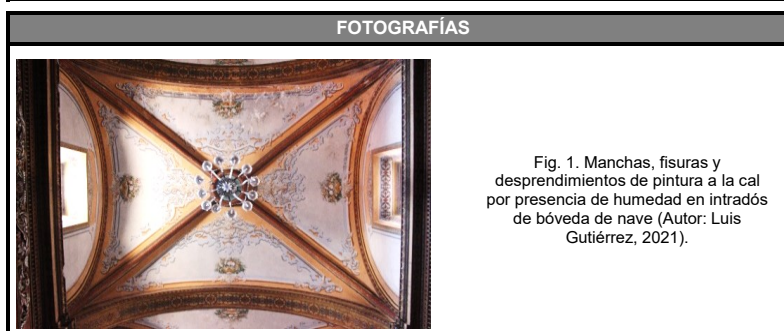 FOTOGRAFÍAS
Fig. 1. Manchas, fisuras y
desprendimientos de pintura a la cal
por presencia de humedad en intradós
de bóveda de nave (Autor: Luis
Gutiérrez, 2021).